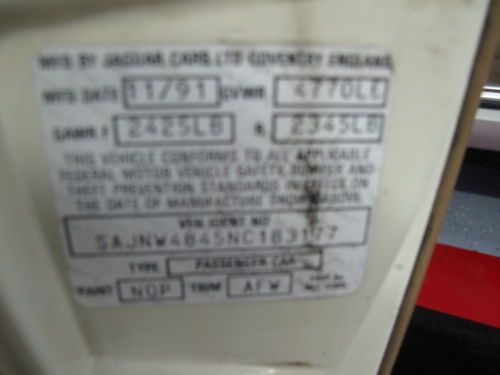 MFD BY JAGUAR CARS LTD COVENTRY ENGLAND
MFD DATE 11/91 GVWR 4770LB
GAWR F 2425LB R. 2345LB
THIS VEHICLE CONFORMS TO ALL APPLICABLE
FEDERAL MOTOR VEHICLE SAFETY, BUMPER AND
THEFT PREVENTION STANDARDS IN EFFECT ON
THE DATE OF MANUFACTURE SHOWN ABOVE.
VEH IDENT NO
SAJNW4845NC183177
TYPE PASSENGER CAR
PAINT NDP TRIM AFW